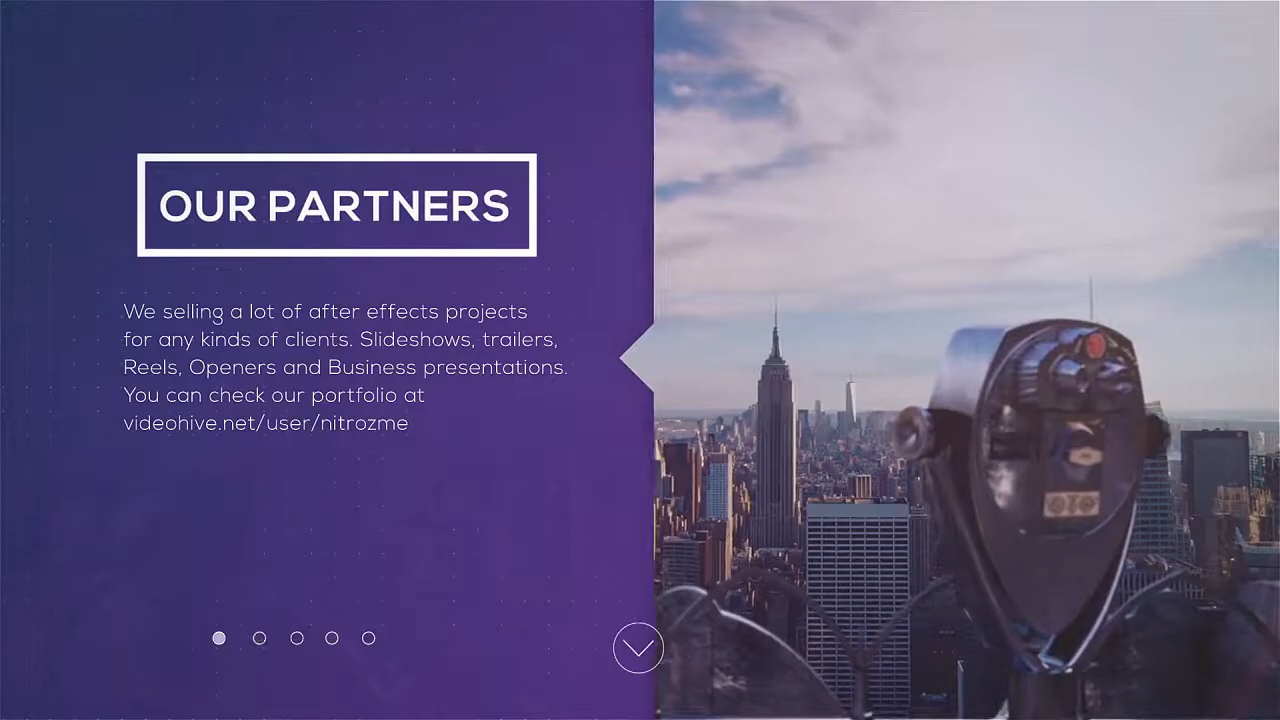 OUR PARTNERS
We selling a lot of after effects projects
for any kinds of clients. Slideshows, trailers,
Reels, Openers and Business presentations.
You can check our portfolio at
videohive.net/user/nitrozme